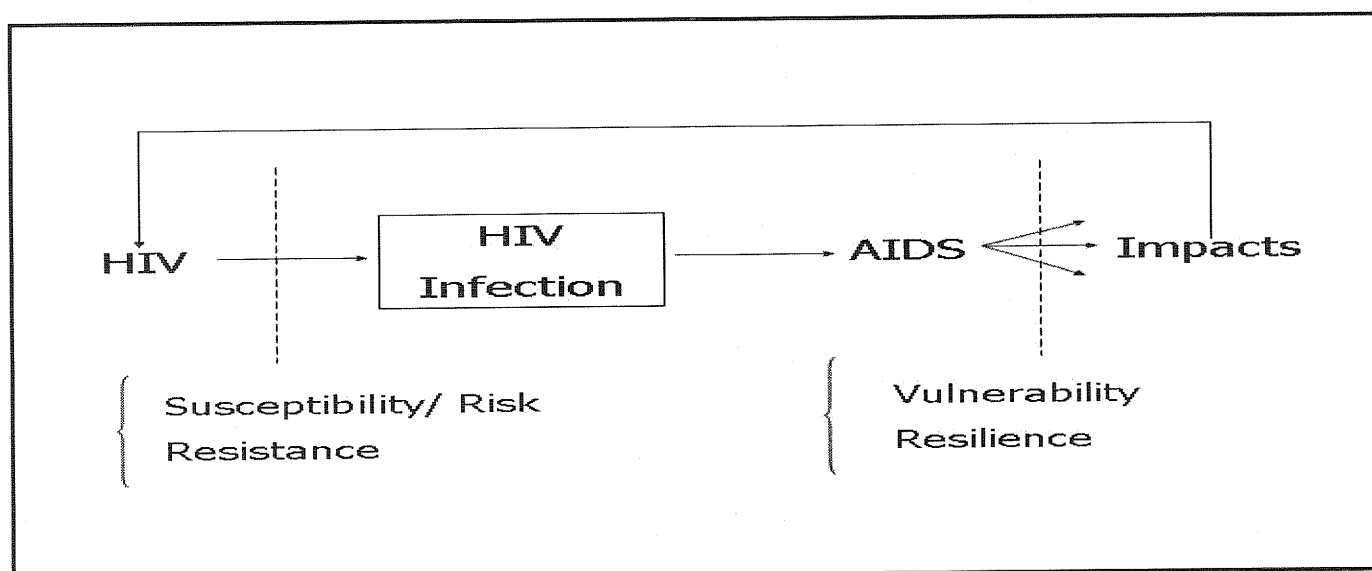 HIV
HIV
Infection
AIDS
Impacts
Susceptibility/ Risk
Resistance
Vulnerability
Resilience